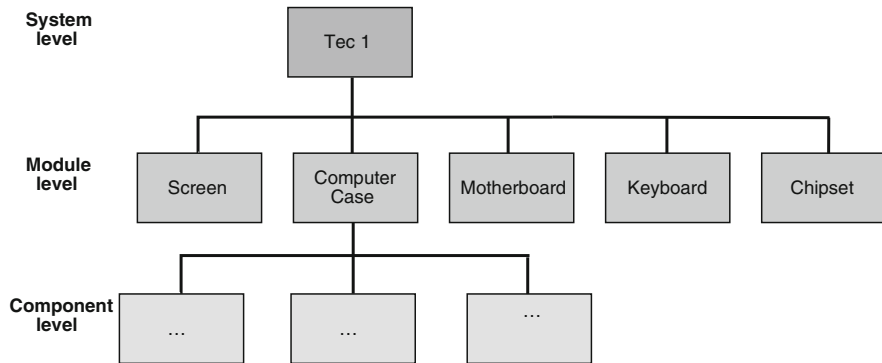 System
level
Tec 1
Module
level
Screen
Computer
Case
Motherboard
Keyboard
Chipset
Component
level
...
...
...